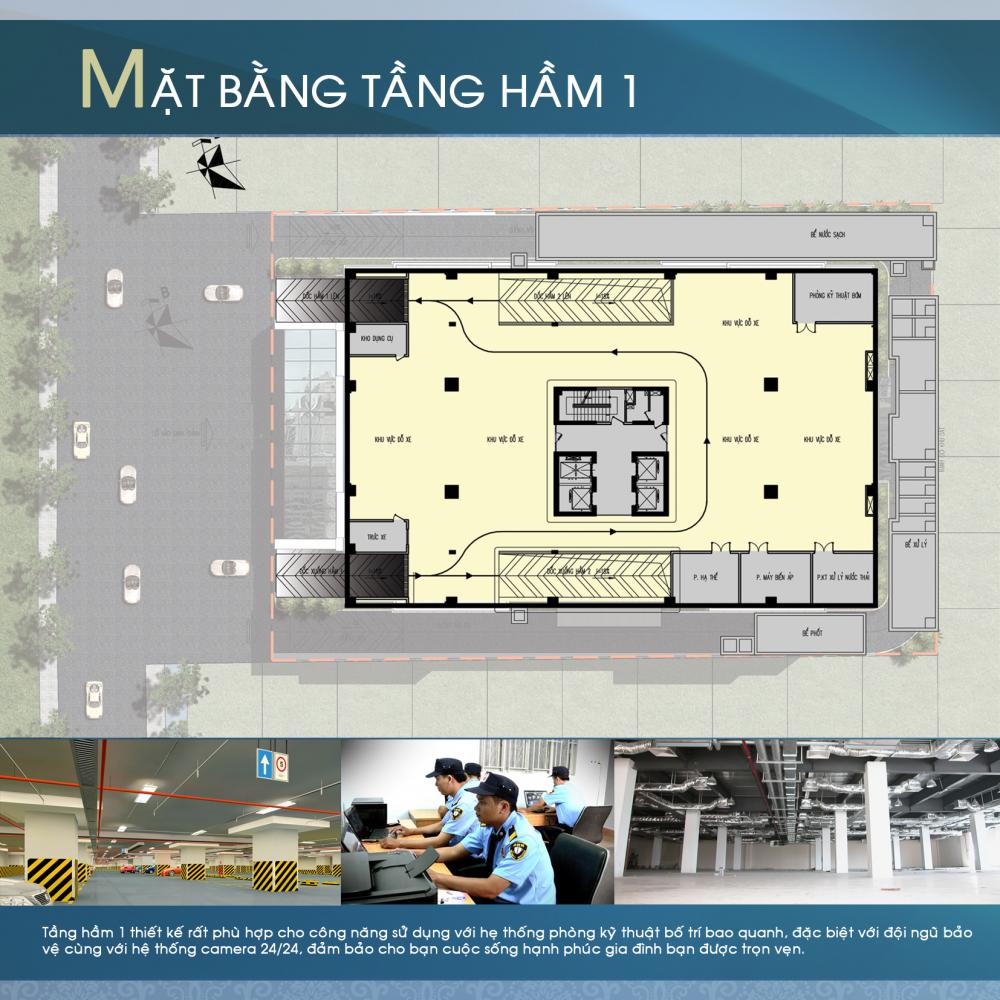 MẶT BẰNG TẦNG HẦM 1
BỂ NƯỚC SẠCH
DỐC HẦM 1 LÊN I=15%
DỐC HẦM 2 LÊN I=15%
PHÒNG KỸ THUẬT BƠM
KHU VỰC ĐỖ XE
KHO DỤNG CỤ
KHU VỰC ĐỖ XE KHU VỰC ĐỖ XE KHU VỰC ĐỖ XE KHU VỰC ĐỖ XE
TRỰC XE
BỂ XỬ LÝ
DỐC XUỐNG HẦM 1 I=15%
DỐC XUỐNG HẦM 2 I=15%
P. HẠ THẾ P. MÁY BIẾN ÁP P.KT XỬ LÝ NƯỚC THẢI
BỂ PHỐT
5
Tầng hầm 1 thiết kế rất phù hợp cho công năng sử dụng với hẹ thống phòng kỹ thuật bố trí bao quanh, đặc biệt với đội ngũ bảo
vệ cùng với hệ thống camera 24/24, đảm bảo cho bạn cuộc sống hạnh phúc gia đình bạn được trọn vẹn.